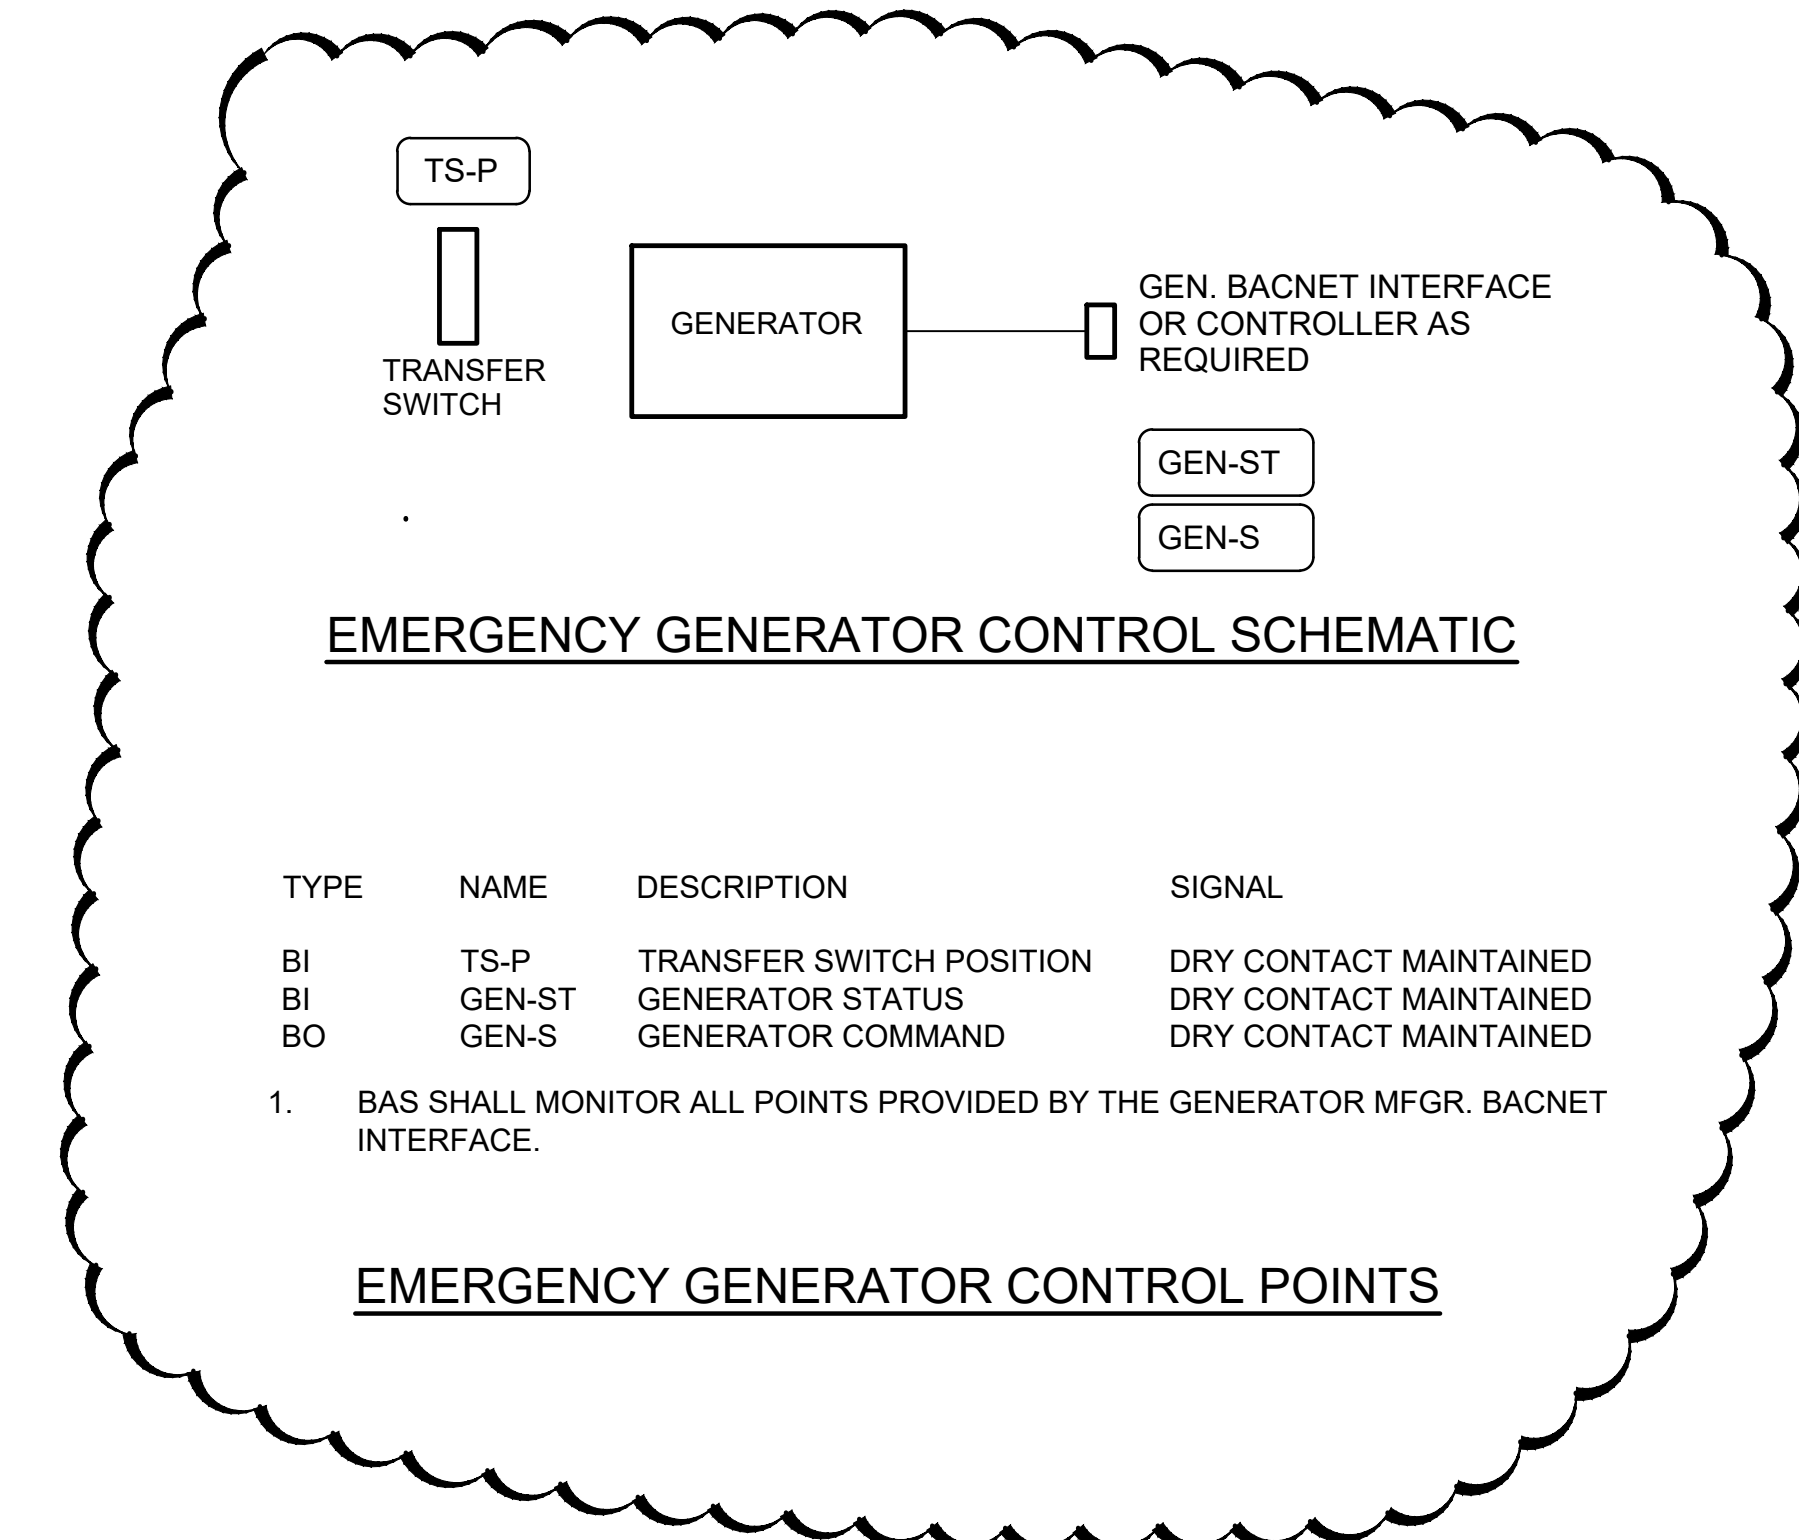 TS-P
TRANSFER
SWITCH
GENERATOR
GEN. BACNET INTERFACE
OR CONTROLLER AS
REQUIRED
GEN-ST
GEN-S
EMERGENCY GENERATOR CONTROL SCHEMATIC
TYPE NAME DESCRIPTION SIGNAL
BI TS-P TRANSFER SWITCH POSITION DRY CONTACT MAINTAINED
BI GEN-ST GENERATOR STATUS DRY CONTACT MAINTAINED
BO GEN-S GENERATOR COMMAND DRY CONTACT MAINTAINED
1. BAS SHALL MONITOR ALL POINTS PROVIDED BY THE GENERATOR MFGR. BACNET
INTERFACE.
EMERGENCY GENERATOR CONTROL POINTS